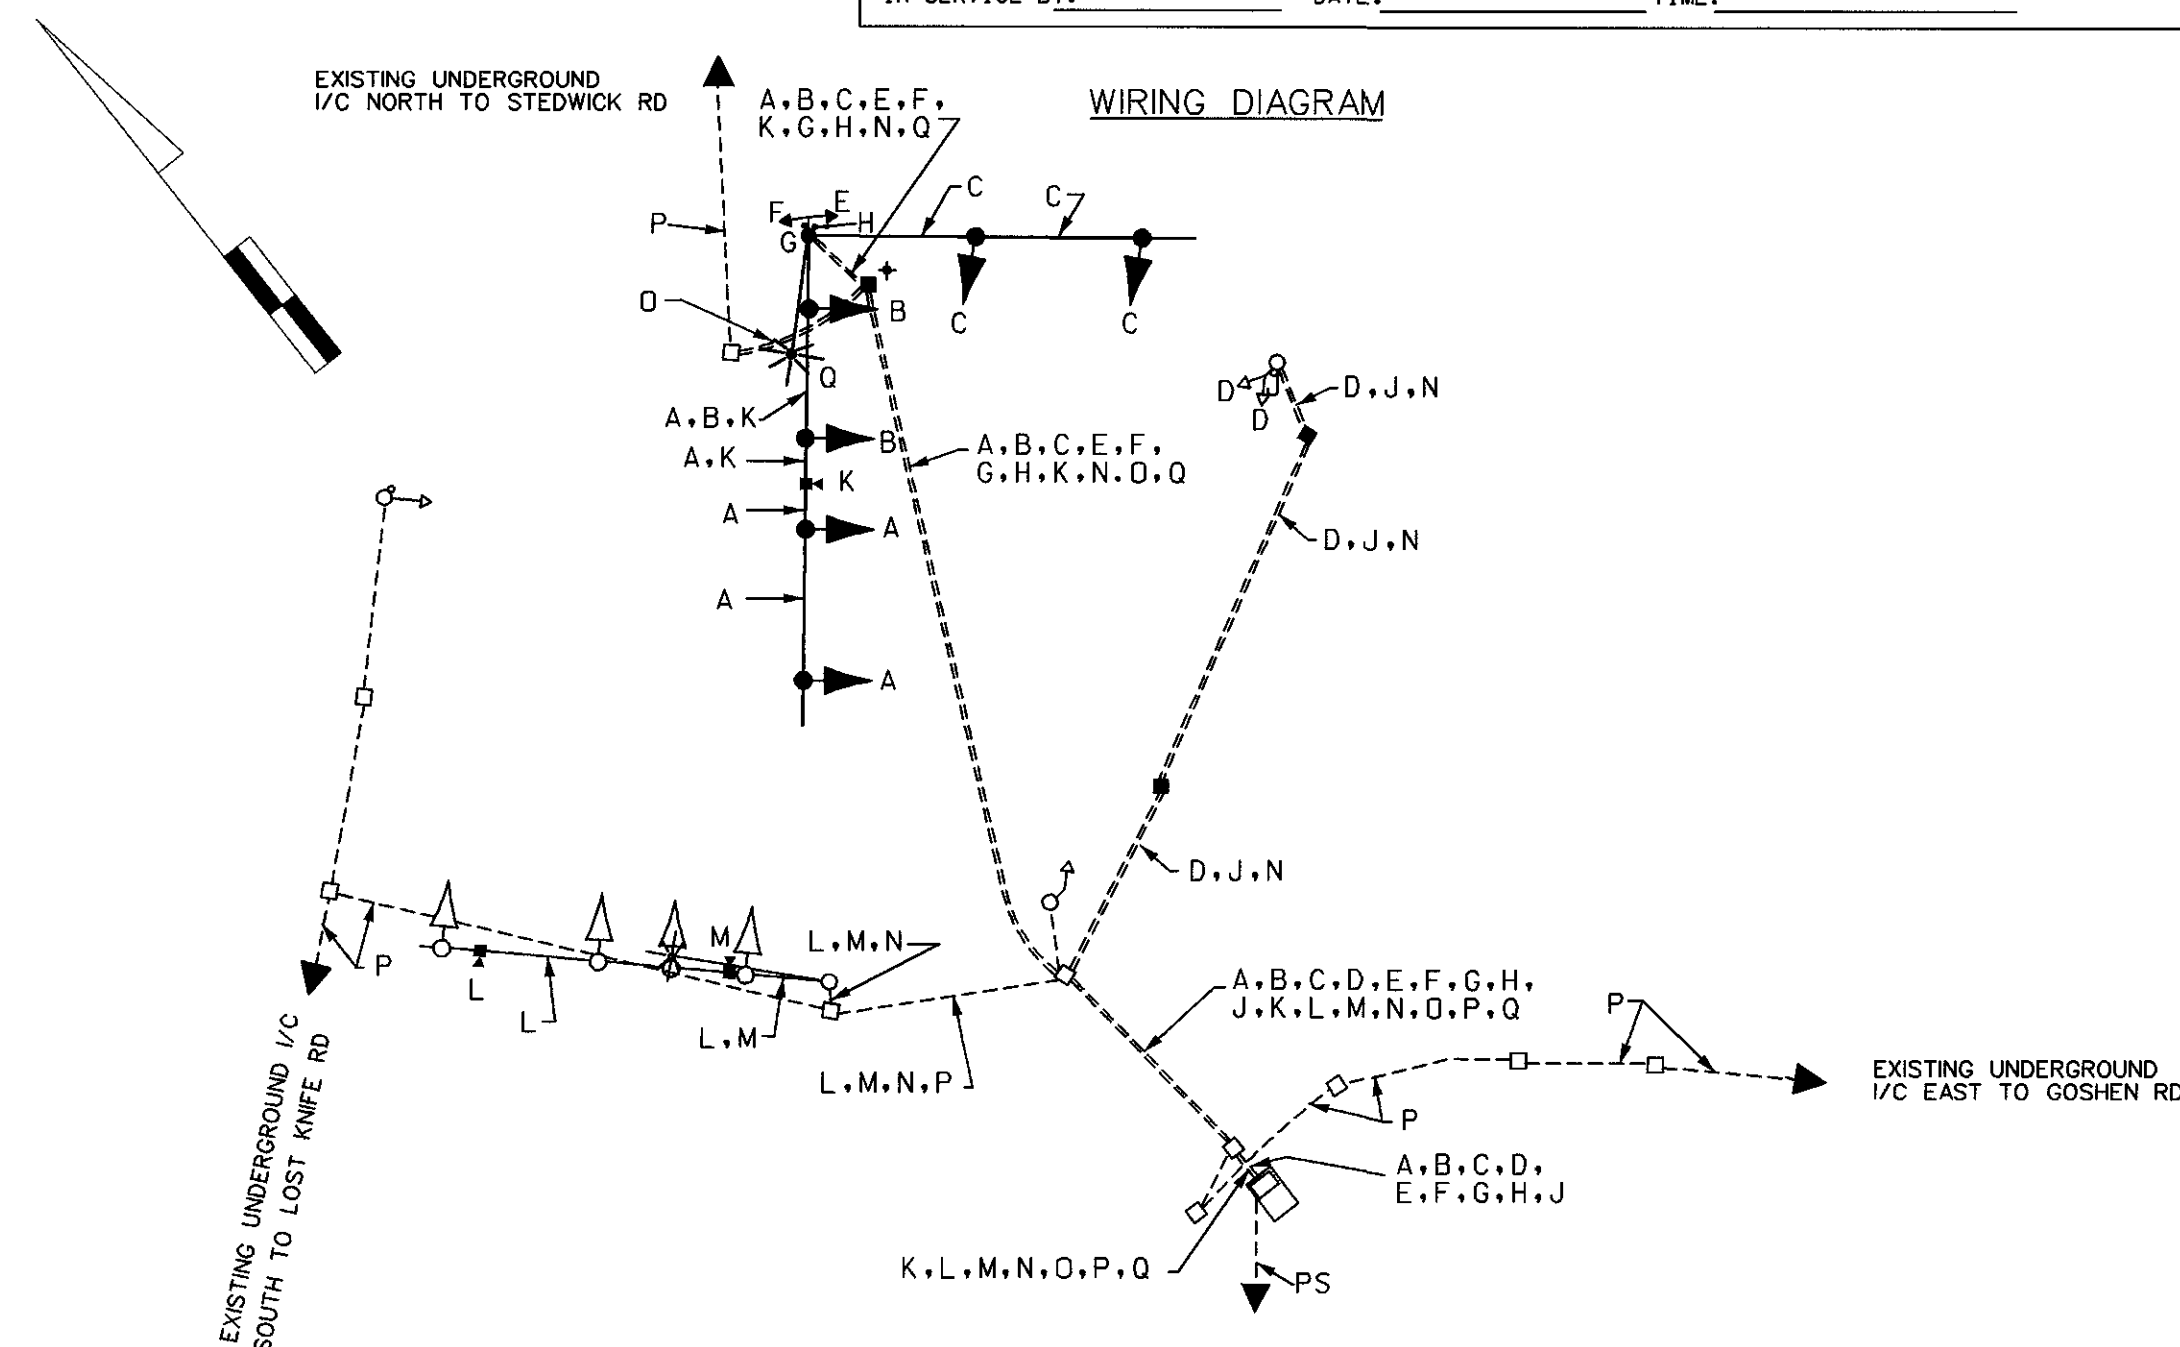 IN SERVICE BY: DATE: TIME:
EXISTING UNDERGROUND
I/C NORTH TO STEDWICK RD
A,B,C,E,F,
K,G,H,N,Q
WIRING DIAGRAM
C
C
F
E
H
G
P
O
B
C
C
Q
A,B,K
D
J
D
D,J,N
B
A,K
A,B,C,E,F,
G,H,K,N.O,Q
K
A
A
D,J,N
A
A
D,J,N
M
L,M,N
P
L
L
L,M
L,M,N,P
A,B,C,D,E,F,G,H,
J,K,L,M,N,O,P,Q
P
EXISTING UNDERGROUND
I/C EAST TO GOSHEN RD
P
A,B,C,D,
E,F,G,H,J
K,L,M,N,O,P,Q
PS
EXISTING UNDERGROUND I/C
SOUTH TO LOST KNIFE RD